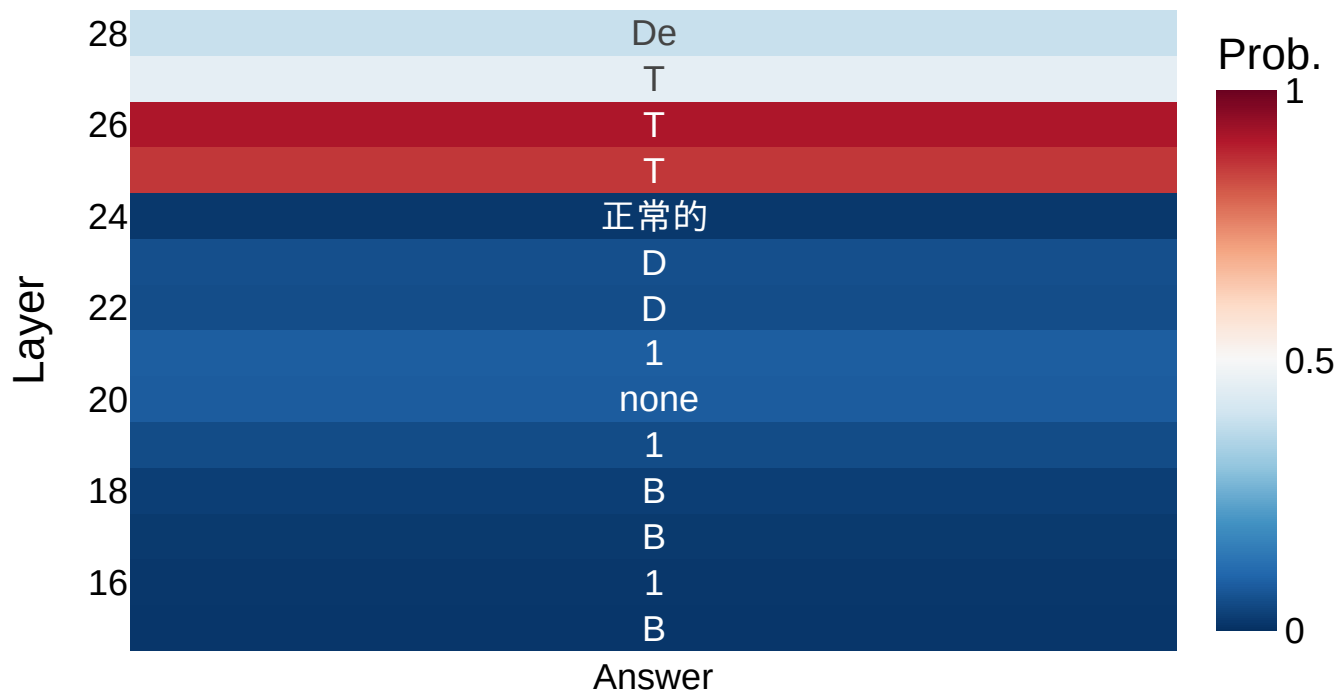 28
De
Prob.
T
1
26
T
T
24
正常的
D
22
D
Layer
1
0.5
20
none
1
18
B
B
16
1
B
0
Answer